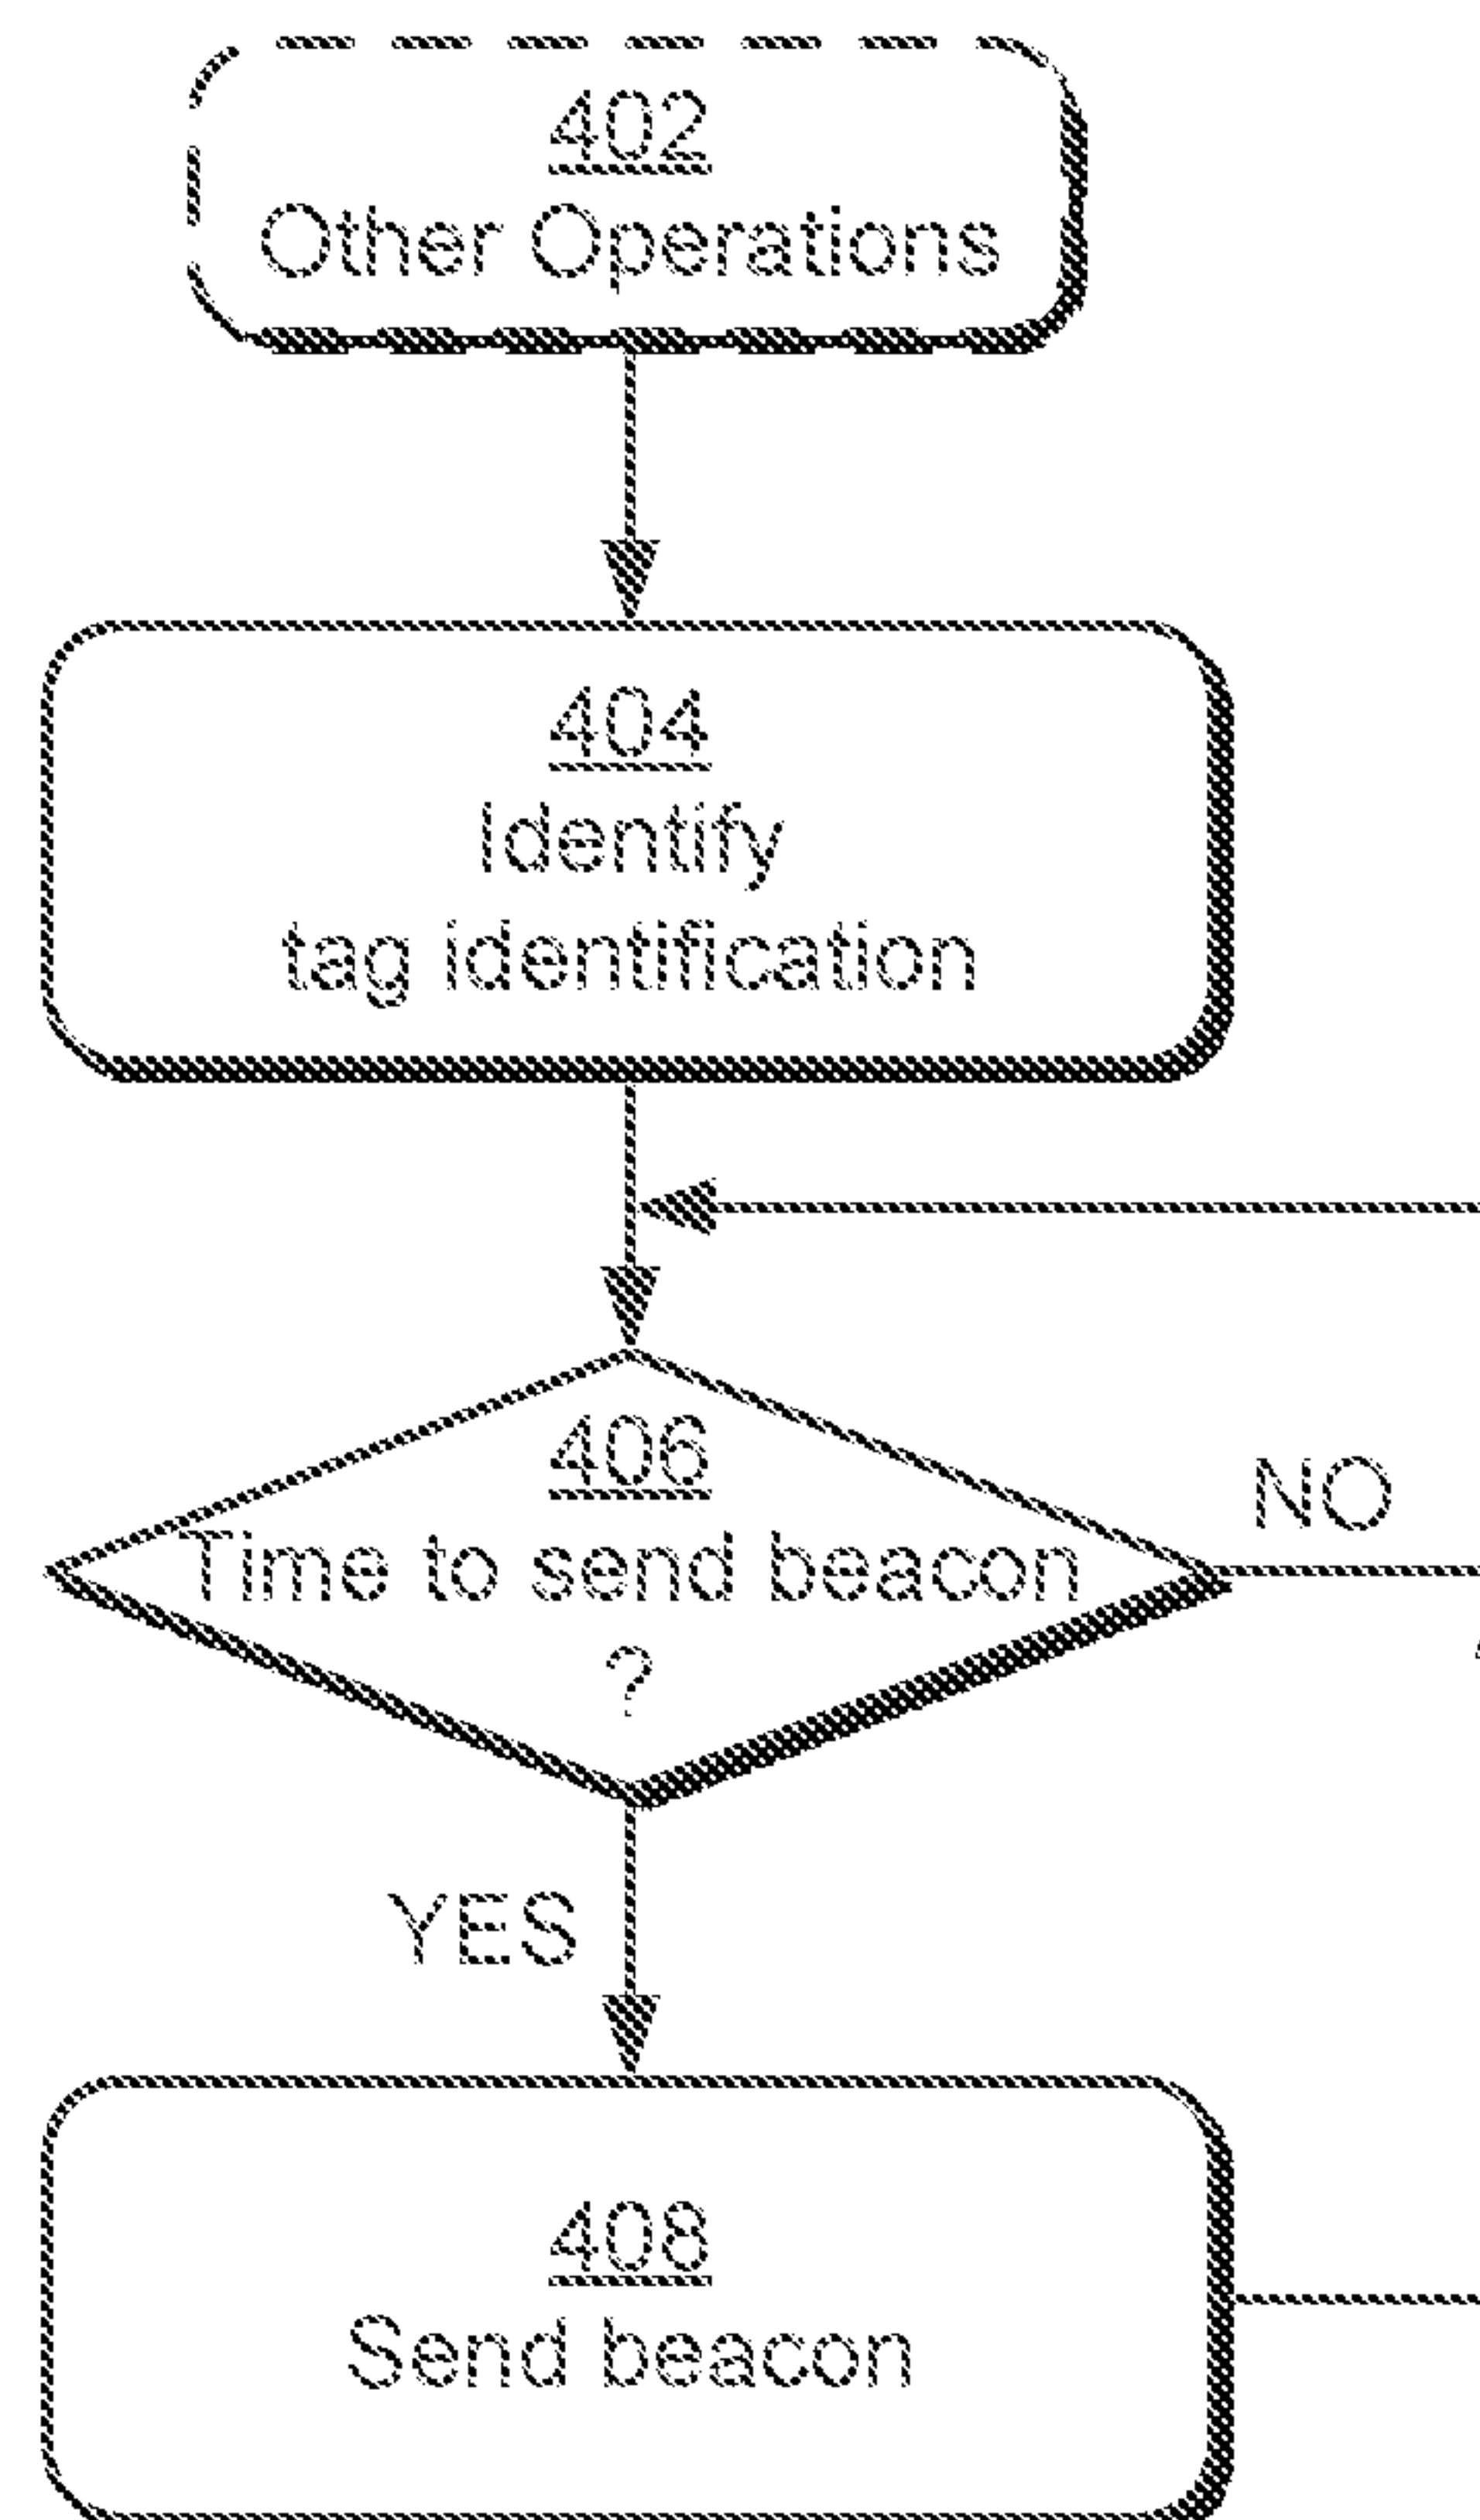 402
Other Operations
404
Identify
tag identification
406
Time to send beacon
?
NO
YES
408
Send beacon